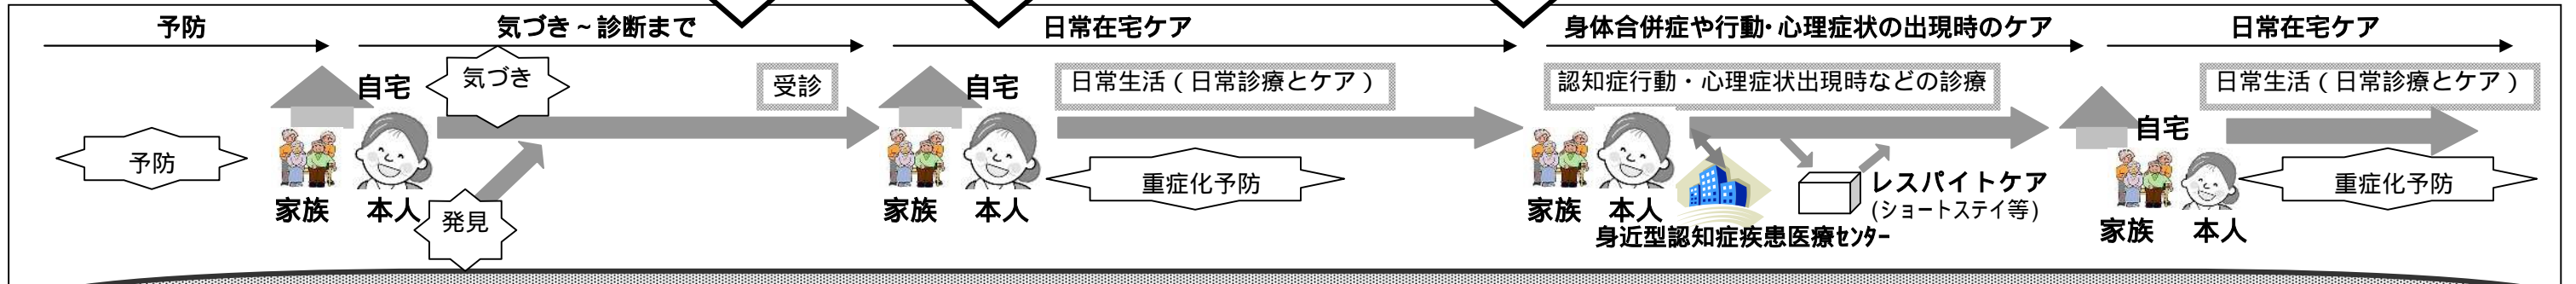 予防
気づき～診断まで
日常在宅ケア
身体合併症や行動・心理症状の出現時のケア
日常在宅ケア
予防
自宅
家族
本人
気づき
発見
受診
自宅
家族
本人
日常生活（日常診療とケア）
重症化予防
認知症行動・心理症状出現時などの診療
家族
本人
身近型認知症疾患医療ｾﾝﾀｰ
レスパイトケア
(ショートステイ等)
自宅
家族
本人
日常生活（日常診療とケア）
重症化予防